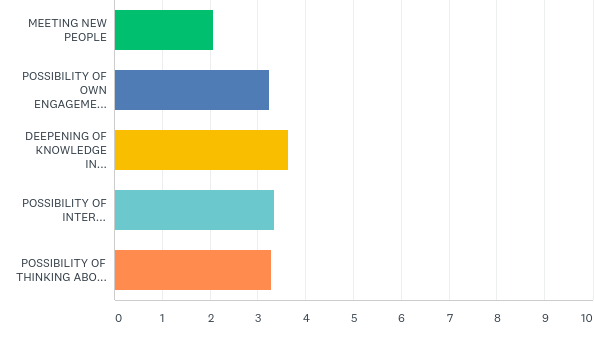 MEETING NEW
PEOPLE
POSSIBILITY OF
OWN
ENGAGEME...
DEEPENING OF
KNOWLEDGE
IN...
POSSIBILITY OF
INTER...
POSSIBILITY OF
THINKING ABO...
0 1 2 3 4 5 6 7 8 9 10